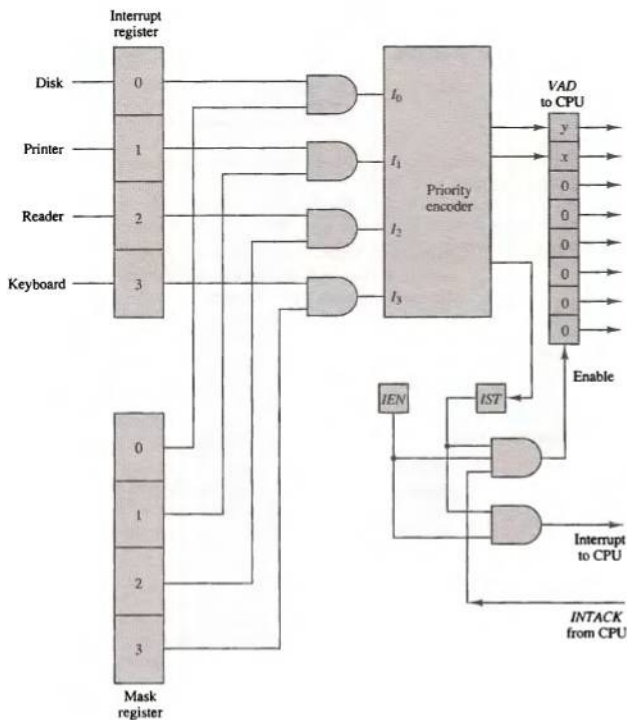 Interrupt
register
Disk
0
Printer
1
Reader
2
Keyboard
3
I0
I1
I2
I3
Priority
encoder
VAD
to CPU
y
x
0
0
0
0
0
0
Enable
IEN
IST
0
1
2
3
Mask
register
Interrupt
to CPU
INTACK
from CPU